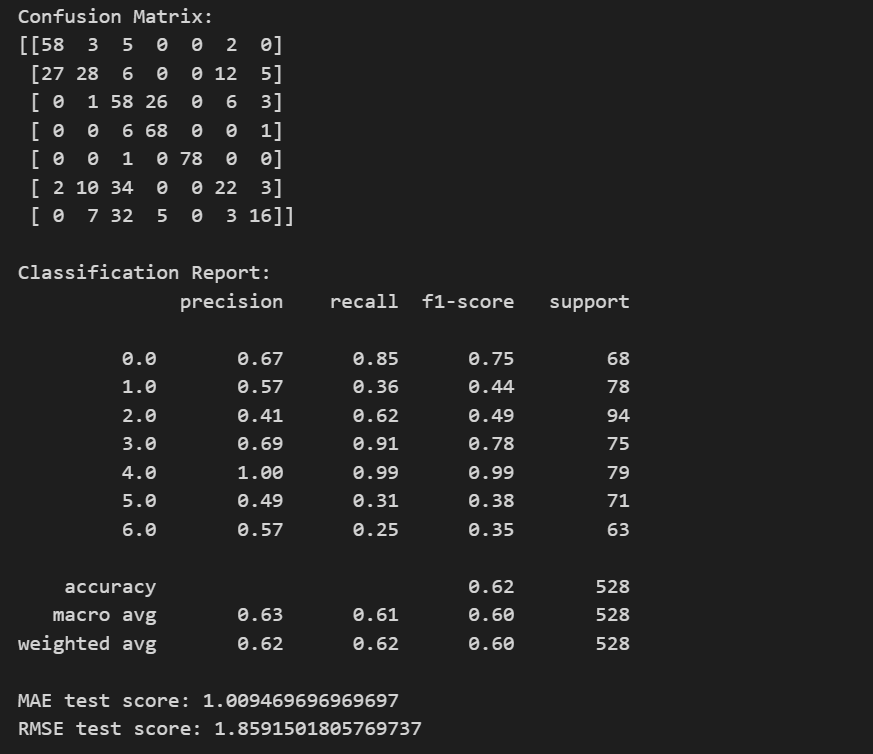 Confusion Matrix:
[[58  3  5  0  0  2  0]
 [27 28  6  0  0 12  5]
 [ 0  1 58 26  0  6  3]
 [ 0  0  6 68  0  0  1]
 [ 0  0  1  0 78  0  0]
 [ 2 10 34  0  0 22  3]
 [ 0  7 32  5  0  3 16]]

Classification Report:
              precision    recall  f1-score   support

         0.0       0.67      0.85      0.75        68
         1.0       0.57      0.36      0.44        78
         2.0       0.41      0.62      0.49        94
         3.0       0.69      0.91      0.78        75
         4.0       1.00      0.99      0.99        79
         5.0       0.49      0.31      0.38        71
         6.0       0.57      0.25      0.35        63

    accuracy                           0.62       528
   macro avg       0.63      0.61      0.60       528
weighted avg       0.62      0.62      0.60       528

MAE test score: 1.009469696969697
RMSE test score: 1.8591501805769737